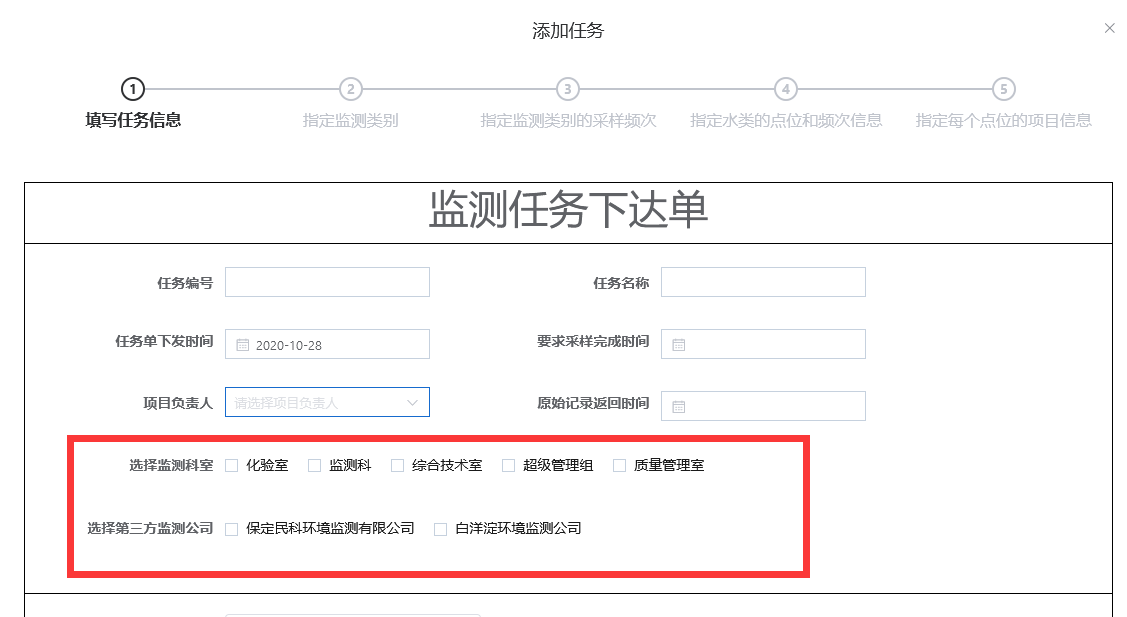 添加任务
1 2 3 4 5
填写任务信息 指定监测类别 指定监测类别的采样频次 指定水类的点位和频次信息 指定每个点位的项目信息
监测任务下达单
任务编号 任务名称
任务单下发时间 2020-10-28 要求采样完成时间
项目负责人 请选择项目负责人 原始记录返回时间
选择监测科室 化验室 监测科 综合技术室 超级管理组 质量管理室
选择第三方监测公司 保定民科环境监测有限公司 白洋淀环境监测公司